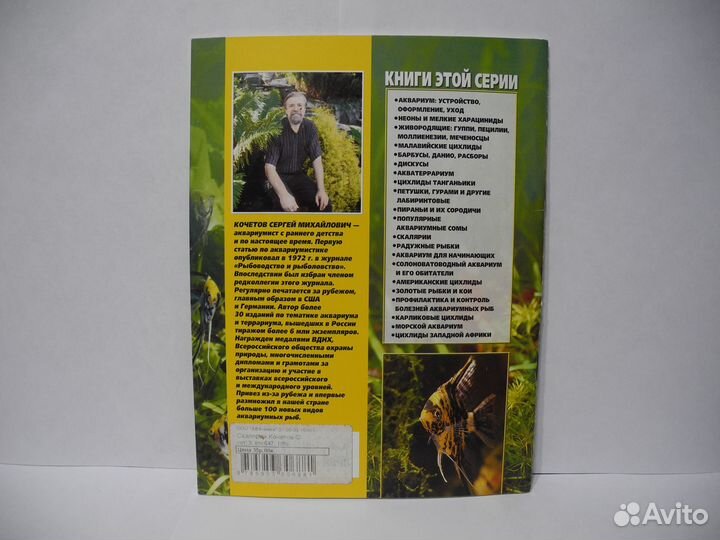 КОЧЕТОВ СЕРГЕЙ МИХАЙЛОВИЧ —
аквариумист с раннего детства
и по настоящее время. Первую
статью по аквариумистике
опубликовал в 1972 г. в журнале
«Рыбоводство и рыболовство».
Впоследствии был избран членом
редколлегии этого журнала.
Регулярно печатается за рубежом,
главным образом в США
и Германии. Автор более
30 изданий по тематике аквариума
и террариума, вышедших в России
тиражом более 6 млн экземпляров.
Награжден медалями ВДНХ,
Всероссийского общества охраны
природы, многочисленными
дипломами и грамотами за
организацию и участие в
выставках всероссийского
и международного уровней.
Привез из-за рубежа и впервые
размножил в нашей стране
больше 100 новых видов
аквариумных рыб.
Скалярии Кочетов С
Цена
КНИГИ ЭТОЙ СЕРИИ
•АКВАРИУМ: УСТРОЙСТВО,
ОФОРМЛЕНИЕ, УХОД
•НЕОНЫ И МЕЛКИЕ ХАРАЦИНИДЫ
•ЖИВОРОДЯЩИЕ: ГУППИ, ПЕЦИЛИИ,
МОЛЛИЕНЕЗИИ, МЕЧЕНОСЦЫ
•МАЛАВИЙСКИЕ ЦИХЛИДЫ
•БАРБУСЫ, ДАНИО, РАСБОРЫ
•ДИСКУСЫ
•АКВАТЕРРАРИУМ
•ЦИХЛИДЫ ТАНГАНЬИКИ
•ПЕТУШКИ, ГУРАМИ И ДРУГИЕ
ЛАБИРИНТОВЫЕ
•ПИРАНЬИ И ИХ СОРОДИЧИ
•ПОПУЛЯРНЫЕ
АКВАРИУМНЫЕ СОМЫ
•СКАЛЯРИИ
•РАДУЖНЫЕ РЫБКИ
•АКВАРИУМ ДЛЯ НАЧИНАЮЩИХ
•СОЛОНОВАТОВОДНЫЙ АКВАРИУМ
И ЕГО ОБИТАТЕЛИ
•АМЕРИКАНСКИЕ ЦИХЛИДЫ
•ЗОЛОТЫЕ РЫБКИ И КОИ
•ПРОФИЛАКТИКА И КОНТРОЛЬ
БОЛЕЗНЕЙ АКВАРИУМНЫХ РЫБ
•КАРЛИКОВЫЕ ЦИХЛИДЫ
•МОРСКОЙ АКВАРИУМ
•ЦИХЛИДЫ ЗАПАДНОЙ АФРИКИ
Avito